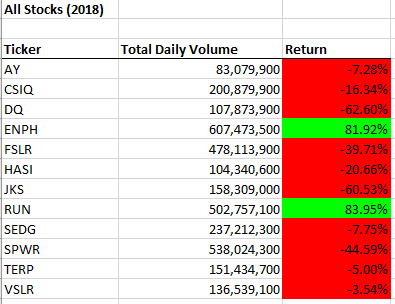 All Stocks (2018)
Ticker Total Daily Volume Return
AY 83,079,900 -7.28%
CSIQ 200,879,900 -16.34%
DQ 107,873,900 -62.60%
ENPH 607,473,500 81.92%
FSLR 478,113,900 -39.71%
HASI 104,340,600 -20.66%
JKS 158,309,000 -60.53%
RUN 502,757,100 83.95%
SEDG 237,212,300 -7.75%
SPWR 538,024,300 -44.59%
TERP 151,434,700 -5.00%
VSLR 136,539,100 -3.54%